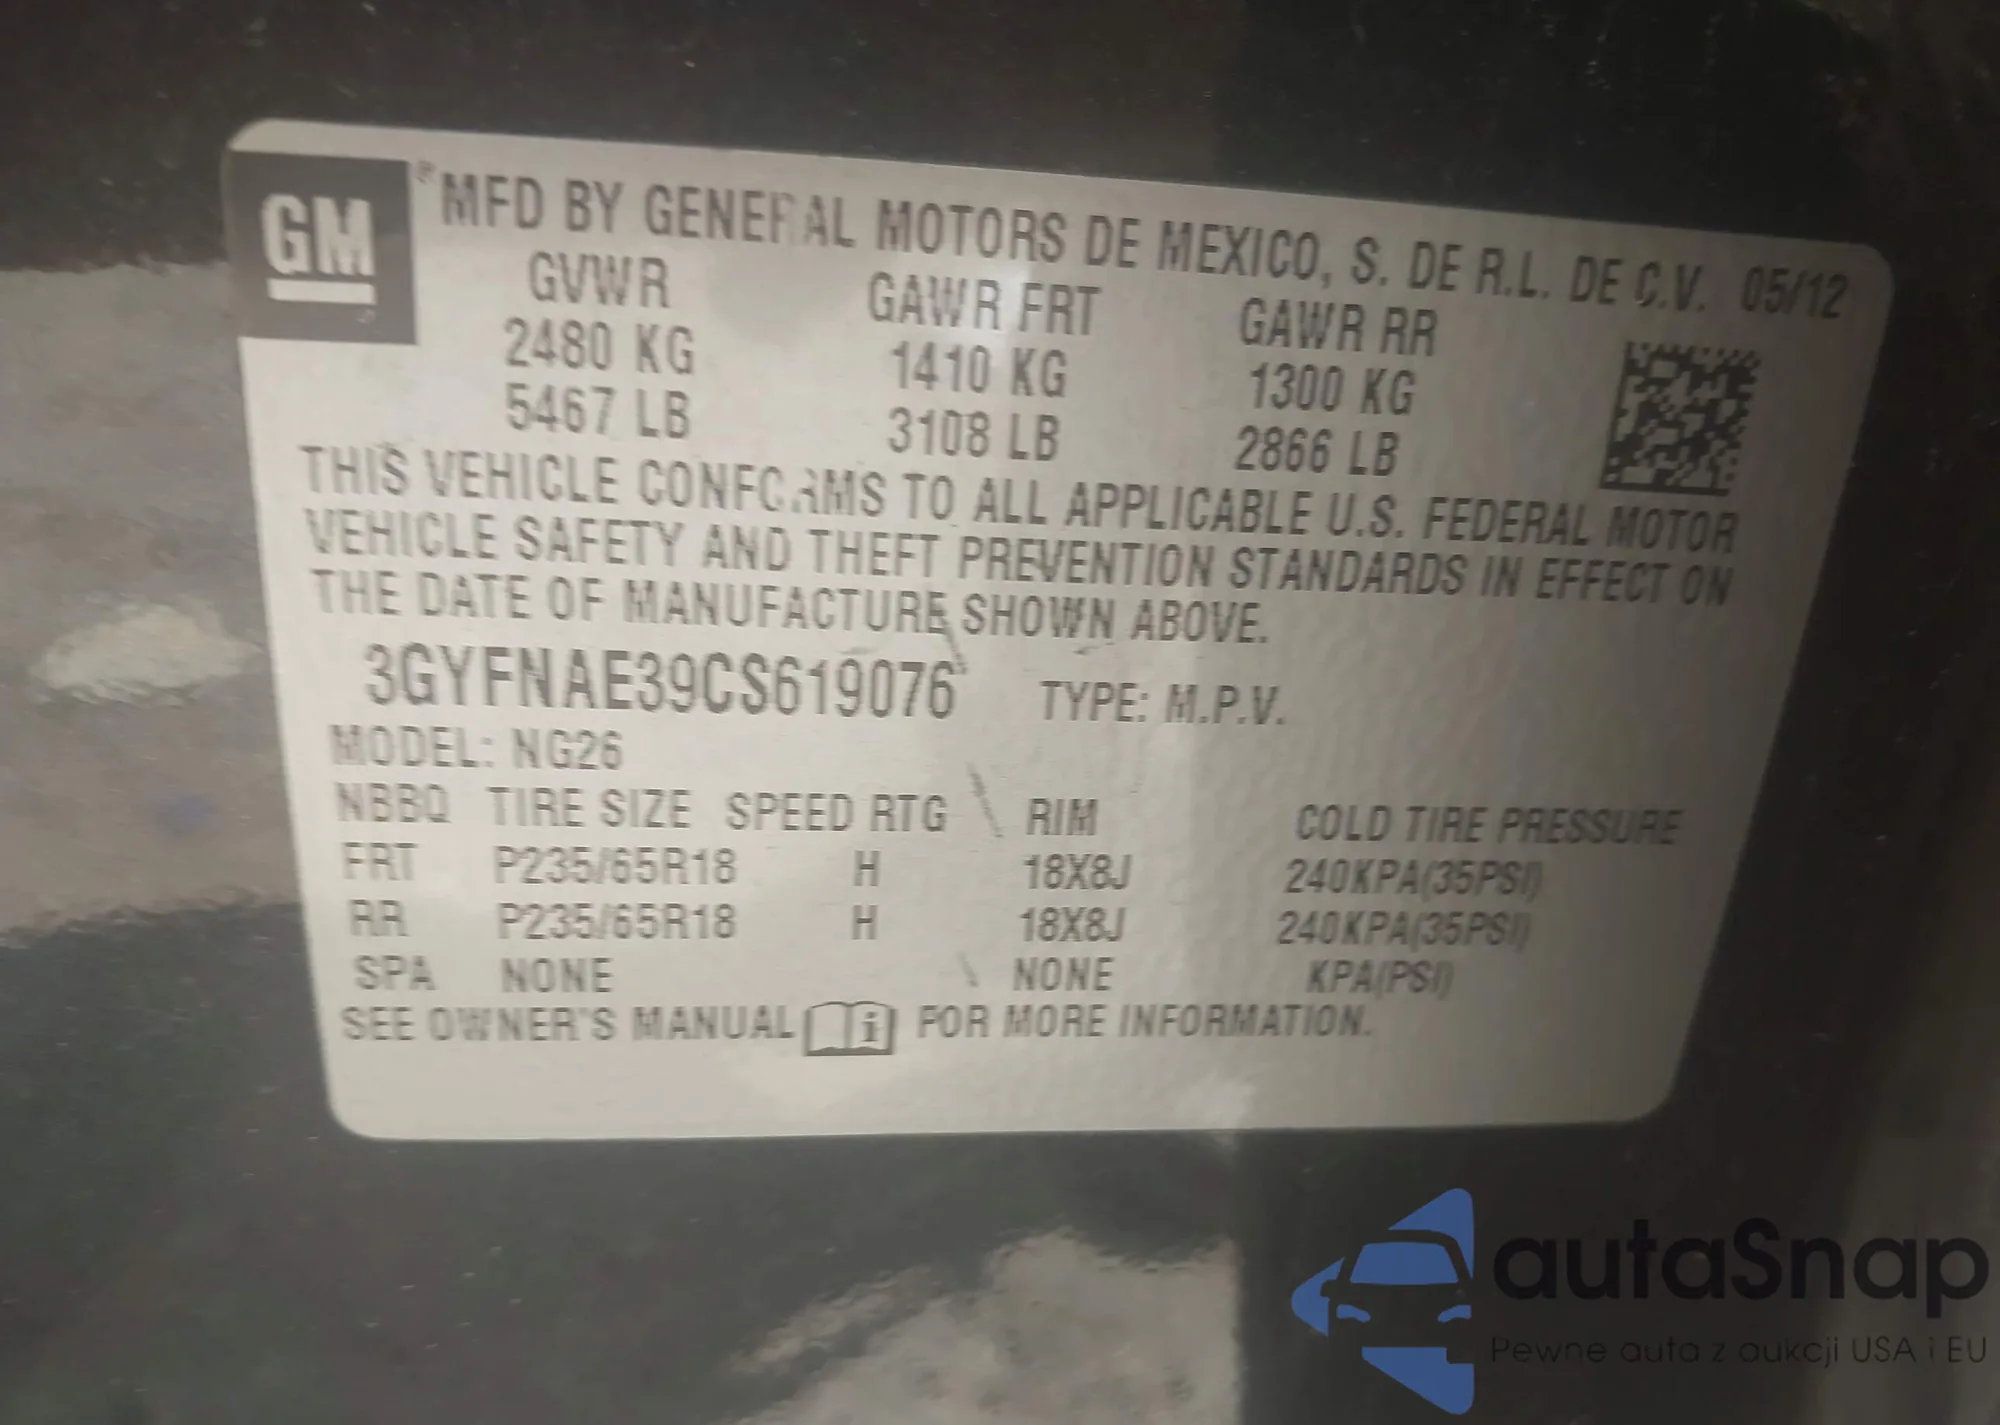 GM
MFD BY GENERAL MOTORS DE MEXICO, S. DE R.L. DE C.V. 05/12
GVWR GAWR FRT GAWR RR
2480 KG 1410 KG 1300 KG
5467 LB 3108 LB 2866 LB
THIS VEHICLE CONFORMS TO ALL APPLICABLE U.S. FEDERAL MOTOR
VEHICLE SAFETY AND THEFT PREVENTION STANDARDS IN EFFECT ON
THE DATE OF MANUFACTURE SHOWN ABOVE.
3GYFNAE39CS619076 TYPE: M.P.V.
MODEL: NG26
NBBQ TIRE SIZE SPEED RTG RIM COLD TIRE PRESSURE
FRT P235/65R18 H 18X8J 240KPA(35PSI)
RR P235/65R18 H 18X8J 240KPA(35PSI)
SPA NONE NONE KPA(PSI)
SEE OWNER'S MANUAL i FOR MORE INFORMATION.
autaSnap
Pewne auta z aukcji USA i EU